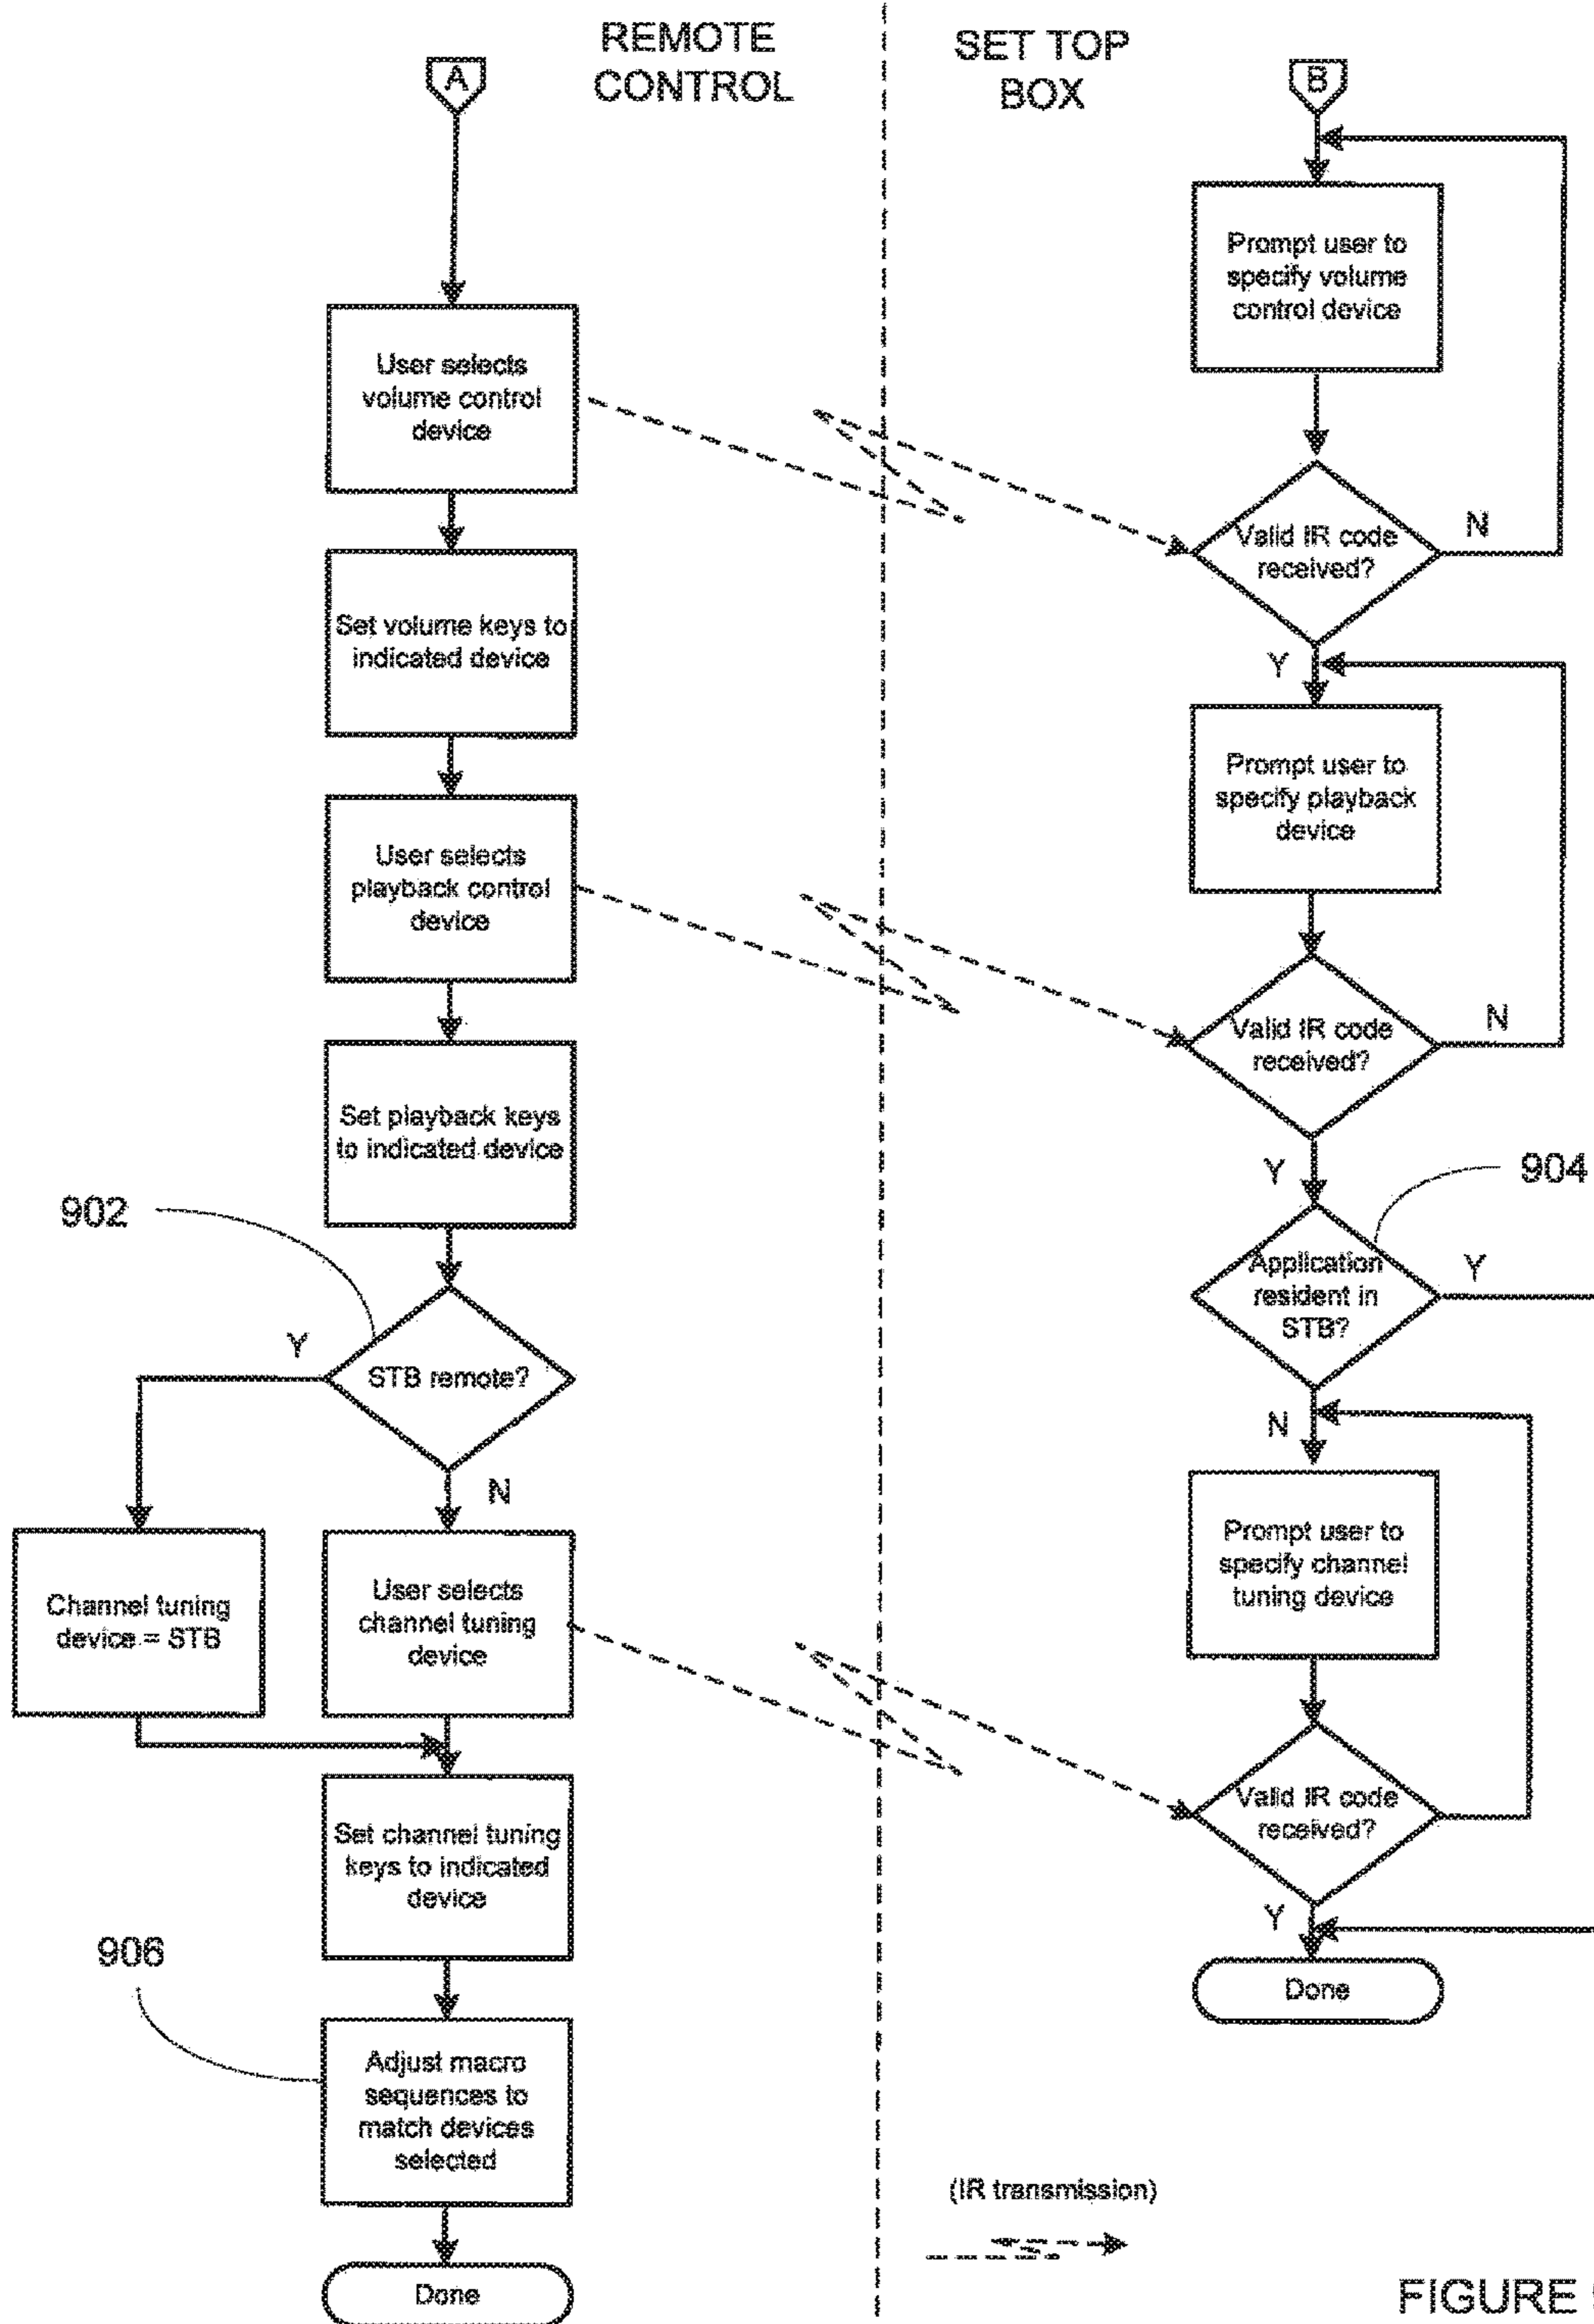 REMOTE
CONTROL
SET TOP
BOX
A
B
User selects
volume control
device
Set volume keys to
indicated device
User selects
playback control
device
Set playback keys
to indicated device
902
STB remote?
Y
N
Channel tuning
device = STB
User selects
channel tuning
device
Set channel tuning
keys to indicated
device
906
Adjust macro
sequences to
match devices
selected
Done
Prompt user to
specify volume
control device
Valid IR code
received?
N
Y
Prompt user to
specify playback
device
Valid IR code
received?
N
Y
904
Application
resident in
STB?
Y
N
Prompt user to
specify channel
tuning device
Valid IR code
received?
Y
Done
(IR transmission)
FIGURE